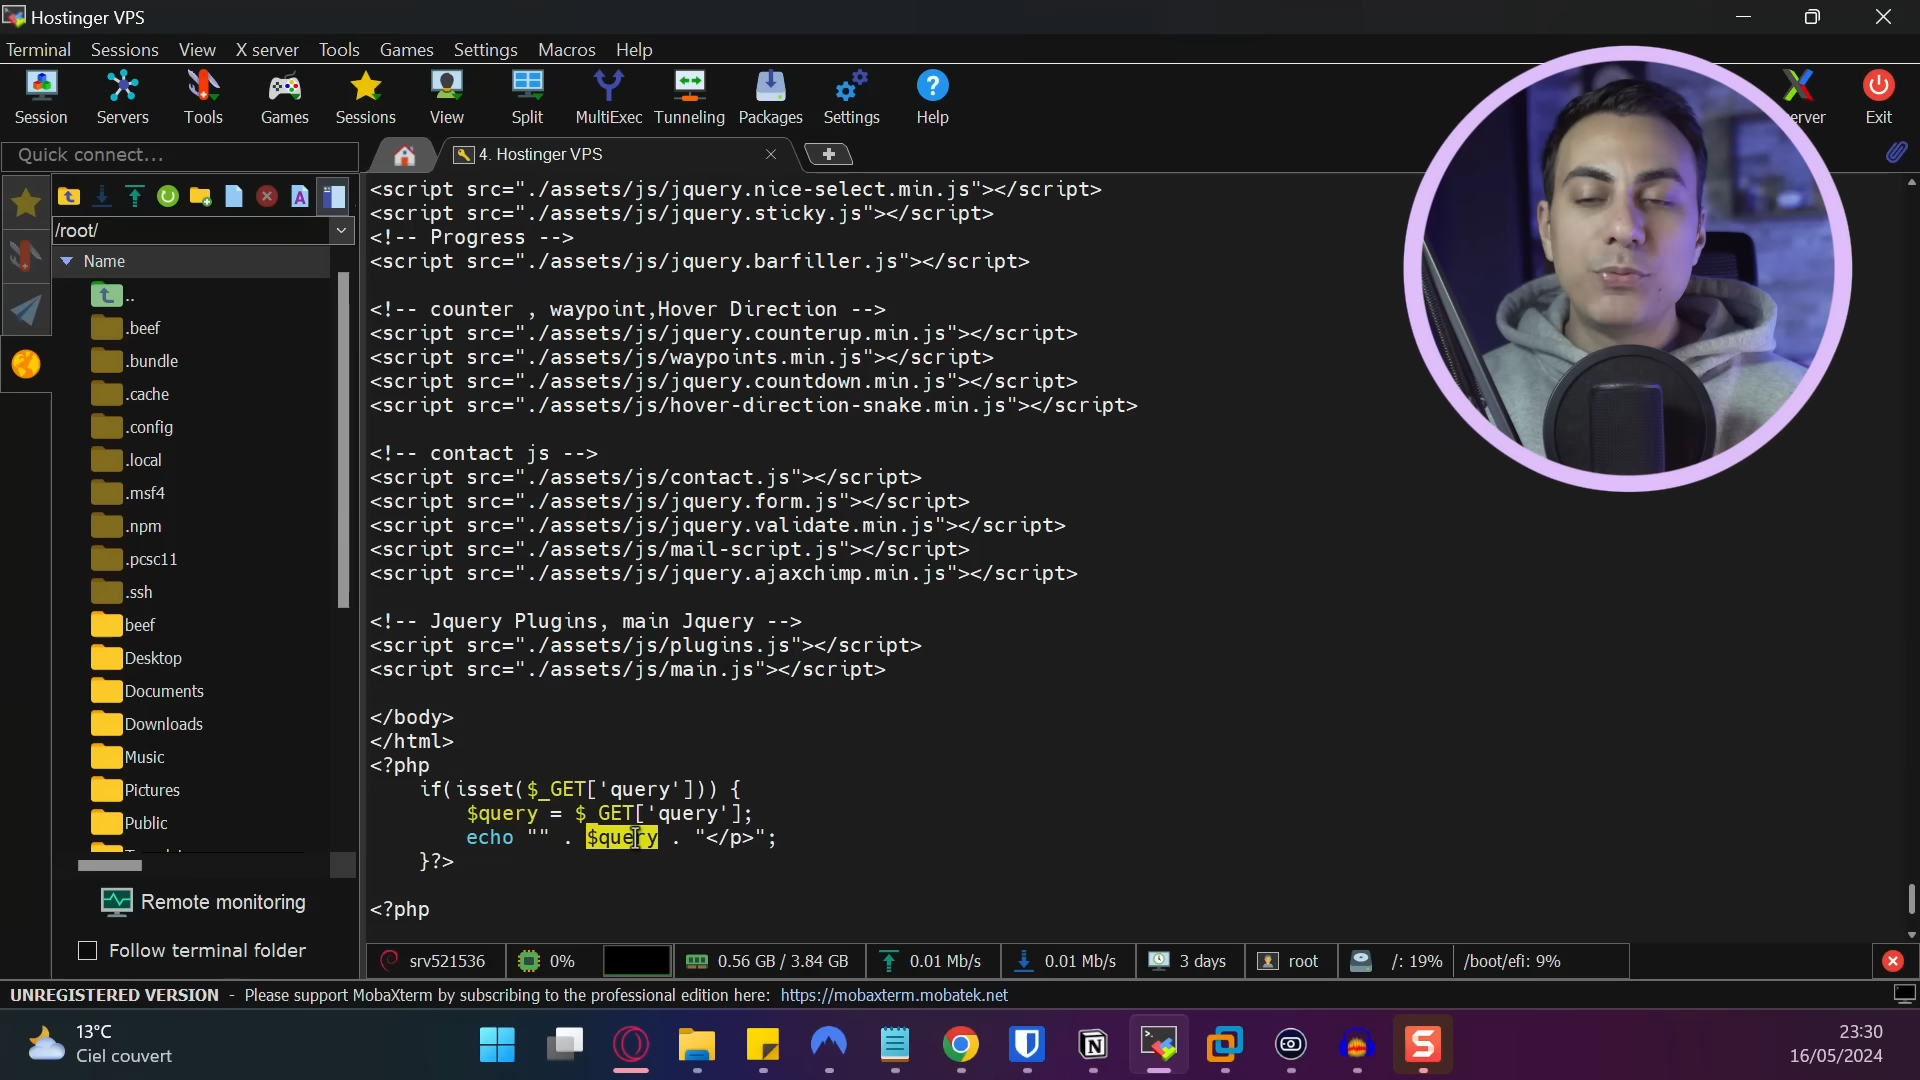 Hostinger VPS
Terminal Sessions View X server Tools Games Settings Macros Help
Session Servers Tools Games Sessions View Split MultiExec Tunneling Packages Settings Help erver Exit
Quick connect...
4. Hostinger VPS
/root/
Name
..
.beef
.bundle
.cache
.config
.local
.msf4
.npm
.pcsc11
.ssh
beef
Desktop
Documents
Downloads
Music
Pictures
Public
Remote monitoring
Follow terminal folder
<script src="./assets/js/jquery.nice-select.min.js"></script>
<script src="./assets/js/jquery.sticky.js"></script>
<!-- Progress -->
<script src="./assets/js/jquery.barfiller.js"></script>
<!-- counter , waypoint,Hover Direction -->
<script src="./assets/js/jquery.counterup.min.js"></script>
<script src="./assets/js/waypoints.min.js"></script>
<script src="./assets/js/jquery.countdown.min.js"></script>
<script src="./assets/js/hover-direction-snake.min.js"></script>
<!-- contact js -->
<script src="./assets/js/contact.js"></script>
<script src="./assets/js/jquery.form.js"></script>
<script src="./assets/js/jquery.validate.min.js"></script>
<script src="./assets/js/mail-script.js"></script>
<script src="./assets/js/jquery.ajaxchimp.min.js"></script>
<!-- Jquery Plugins, main Jquery -->
<script src="./assets/js/plugins.js"></script>
<script src="./assets/js/main.js"></script>
</body>
</html>
<?php
if(isset($_GET['query'])) {
$query = $_GET['query'];
echo "" . $query . "</p>";
}?>
<?php
srv521536 0% 0.56 GB / 3.84 GB 0.01 Mb/s 0.01 Mb/s 3 days root /: 19% /boot/efi: 9%
UNREGISTERED VERSION - Please support MobaXterm by subscribing to the professional edition here: https://mobaxterm.mobatek.net
13°C
Ciel couvert
23:30
16/05/2024